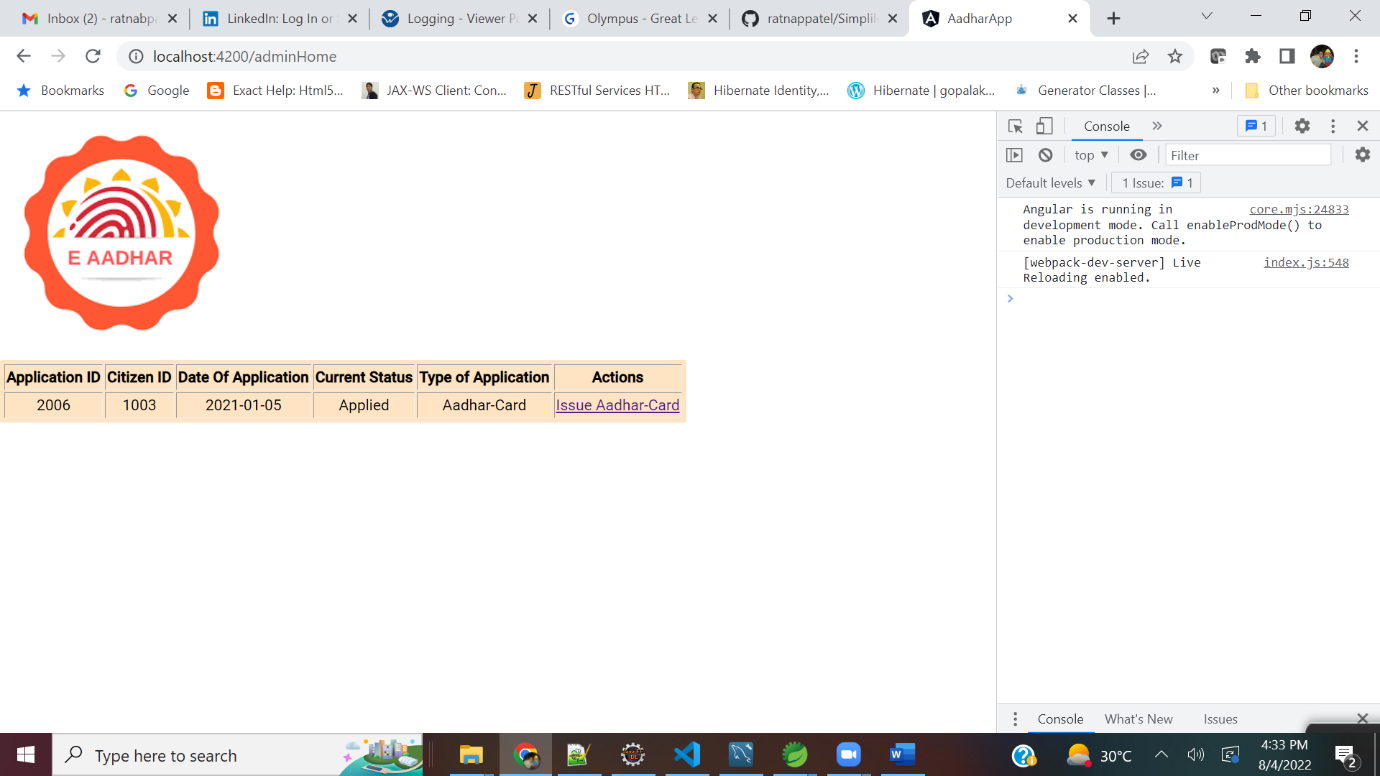 Inbox (2) - ratnabpa
LinkedIn: Log In or
Logging - Viewer P
Olympus - Great Le
ratnappatel/Simplil
AadharApp
localhost:4200/adminHome
Bookmarks
Google
Exact Help: Html5...
JAX-WS Client: Con...
RESTful Services HT...
Hibernate Identity,...
Hibernate | gopalak...
Generator Classes |...
»
Other bookmarks
E AADHAR
Application ID Citizen ID Date Of Application Current Status Type of Application Actions
2006 1003 2021-01-05 Applied Aadhar-Card Issue Aadhar-Card
Console » 1
top Filter
Default levels 1 Issue: 1
Angular is running in core.mjs:24833
development mode. Call enableProdMode() to
enable production mode.
[webpack-dev-server] Live index.js:548
Reloading enabled.
Console What's New Issues
Type here to search
30°C
4:33 PM
8/4/2022
2